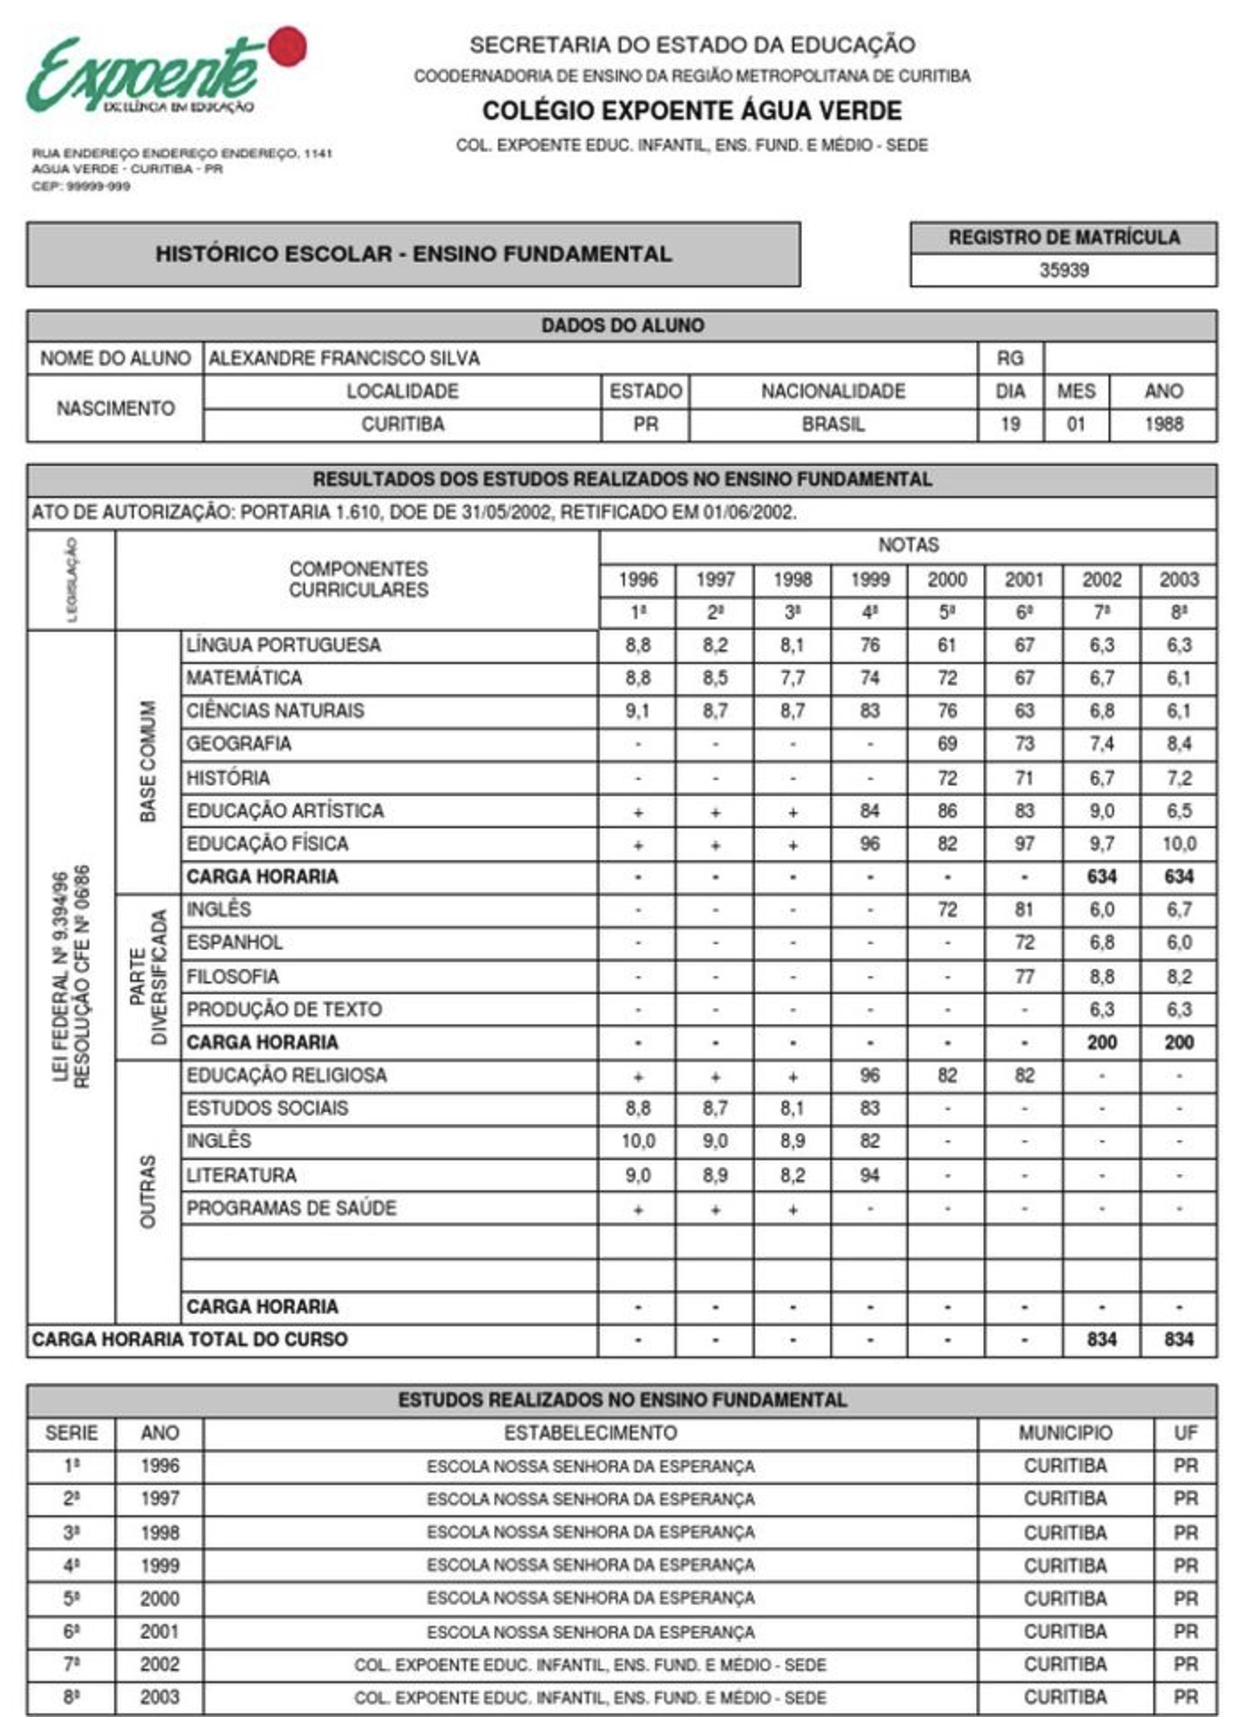 Expoente
EXCELÊNCIA EM EDUCAÇÃO
SECRETARIA DO ESTADO DA EDUCAÇÃO
COODERNADORIA DE ENSINO DA REGIÃO METROPOLITANA DE CURITIBA
COLÉGIO EXPOENTE ÁGUA VERDE
COL. EXPOENTE EDUC. INFANTIL, ENS. FUND. E MÉDIO - SEDE
RUA ENDEREÇO ENDEREÇO ENDEREÇO, 1141
AGUA VERDE - CURITIBA - PR
CEP: 99999-999
HISTÓRICO ESCOLAR - ENSINO FUNDAMENTAL
REGISTRO DE MATRÍCULA
35939
DADOS DO ALUNO
NOME DO ALUNO ALEXANDRE FRANCISCO SILVA RG
NASCIMENTO LOCALIDADE ESTADO NACIONALIDADE DIA MES ANO
CURITIBA PR BRASIL 19 01 1988
RESULTADOS DOS ESTUDOS REALIZADOS NO ENSINO FUNDAMENTAL
ATO DE AUTORIZAÇÃO: PORTARIA 1.610, DOE DE 31/05/2002, RETIFICADO EM 01/06/2002.
LEGISLAÇÃO
COMPONENTES
CURRICULARES
NOTAS
1996 1997 1998 1999 2000 2001 2002 2003
1ª 2ª 3ª 4ª 5ª 6ª 7ª 8ª
LEI FEDERAL Nº 9.394/96
RESOLUÇÃO CFE Nº 06/86
BASE COMUM
LÍNGUA PORTUGUESA 8,8 8,2 8,1 76 61 67 6,3 6,3
MATEMÁTICA 8,8 8,5 7,7 74 72 67 6,7 6,1
CIÊNCIAS NATURAIS 9,1 8,7 8,7 83 76 63 6,8 6,1
GEOGRAFIA - - - - 69 73 7,4 8,4
HISTÓRIA - - - - 72 71 6,7 7,2
EDUCAÇÃO ARTÍSTICA + + + 84 86 83 9,0 6,5
EDUCAÇÃO FÍSICA + + + 96 82 97 9,7 10,0
CARGA HORARIA - - - - - - 634 634
PARTE
DIVERSIFICADA
INGLÊS - - - - 72 81 6,0 6,7
ESPANHOL - - - - - 72 6,8 6,0
FILOSOFIA - - - - - 77 8,8 8,2
PRODUÇÃO DE TEXTO - - - - - - 6,3 6,3
CARGA HORARIA - - - - - - 200 200
OUTRAS
EDUCAÇÃO RELIGIOSA + + + 96 82 82 - -
ESTUDOS SOCIAIS 8,8 8,7 8,1 83 - - - -
INGLÊS 10,0 9,0 8,9 82 - - - -
LITERATURA 9,0 8,9 8,2 94 - - - -
PROGRAMAS DE SAÚDE + + + - - - - -
CARGA HORARIA - - - - - - - -
CARGA HORARIA TOTAL DO CURSO - - - - - - 834 834
ESTUDOS REALIZADOS NO ENSINO FUNDAMENTAL
SERIE ANO ESTABELECIMENTO MUNICIPIO UF
1ª 1996 ESCOLA NOSSA SENHORA DA ESPERANÇA CURITIBA PR
2ª 1997 ESCOLA NOSSA SENHORA DA ESPERANÇA CURITIBA PR
3ª 1998 ESCOLA NOSSA SENHORA DA ESPERANÇA CURITIBA PR
4ª 1999 ESCOLA NOSSA SENHORA DA ESPERANÇA CURITIBA PR
5ª 2000 ESCOLA NOSSA SENHORA DA ESPERANÇA CURITIBA PR
6ª 2001 ESCOLA NOSSA SENHORA DA ESPERANÇA CURITIBA PR
7ª 2002 COL. EXPOENTE EDUC. INFANTIL, ENS. FUND. E MÉDIO - SEDE CURITIBA PR
8ª 2003 COL. EXPOENTE EDUC. INFANTIL, ENS. FUND. E MÉDIO - SEDE CURITIBA PR